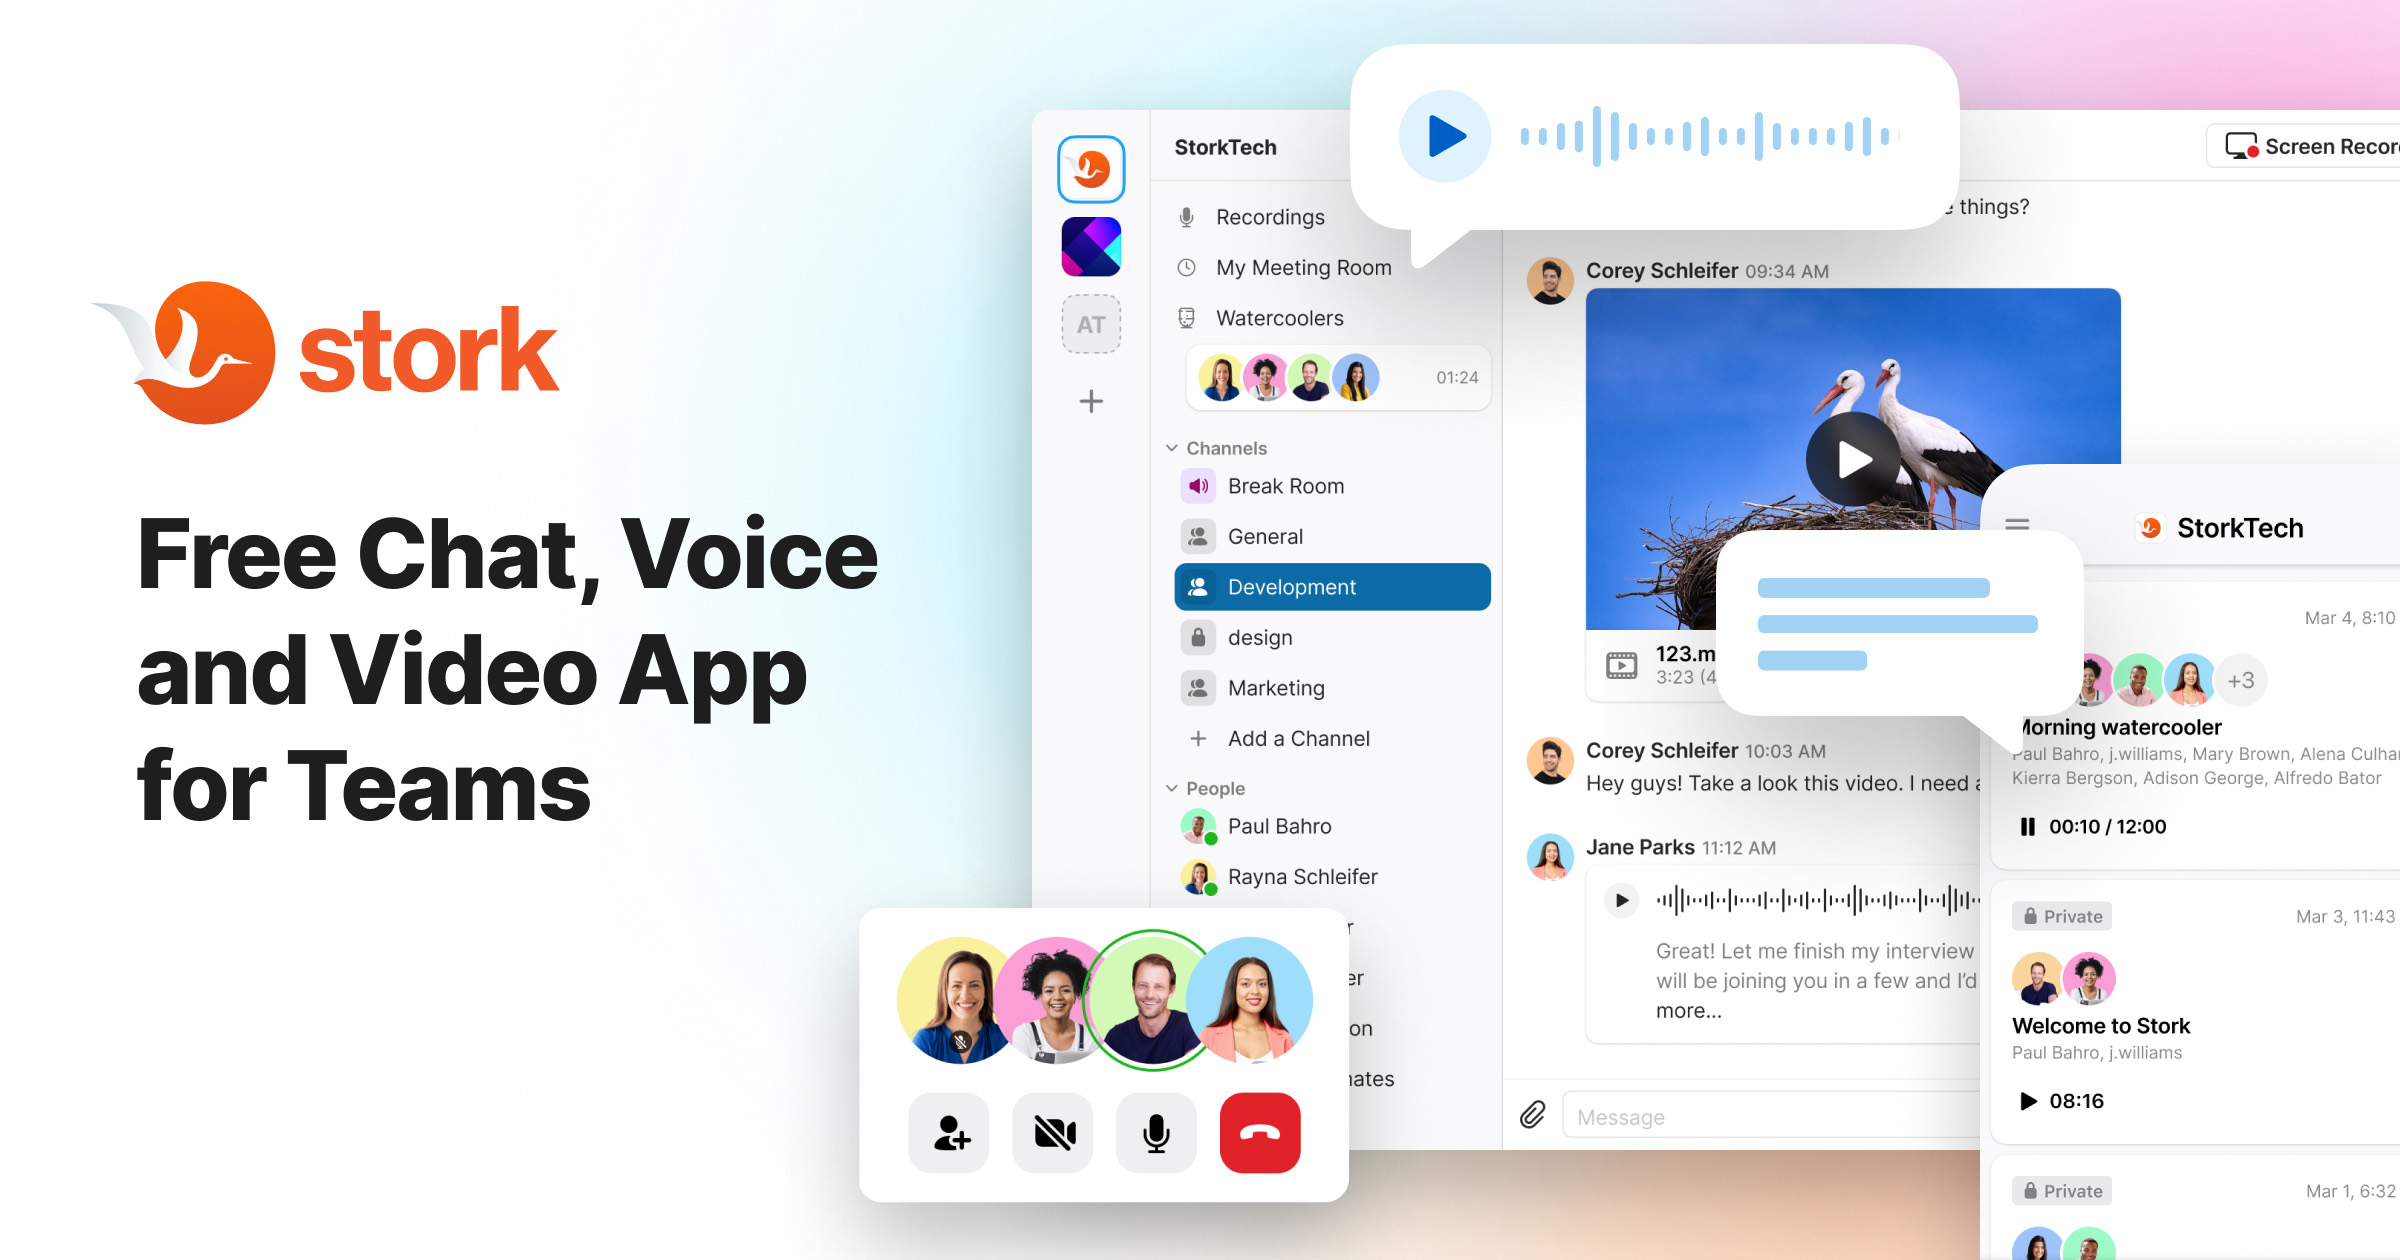 stork
Free Chat, Voice
and Video App
for Teams
StorkTech
Recordings
My Meeting Room
Watercoolers
01:24
AT
Channels
Break Room
General
Development
design
Marketing
Add a Channel
People
Paul Bahro
Rayna Schleifer
Screen
things?
Corey Schleifer 09:34 AM
3:23
Corey Schleifer 10:03 AM
Hey guys! Take a look this video. I need
Jane Parks 11:12 AM
Great! Let me finish my interview
will be joining you in a few and I'd
more...
Message
StorkTech
Mar 4, 8:10
+3
Morning watercooler
Paul Bahro, j.williams, Mary Brown, Alena
Kierra Bergson, Adison George, Alfredo Bator
00:10 / 12:00
Private
Mar 3, 11:43
Welcome to Stork
Paul Bahro, j.williams
08:16
Private
Mar 1, 6:32